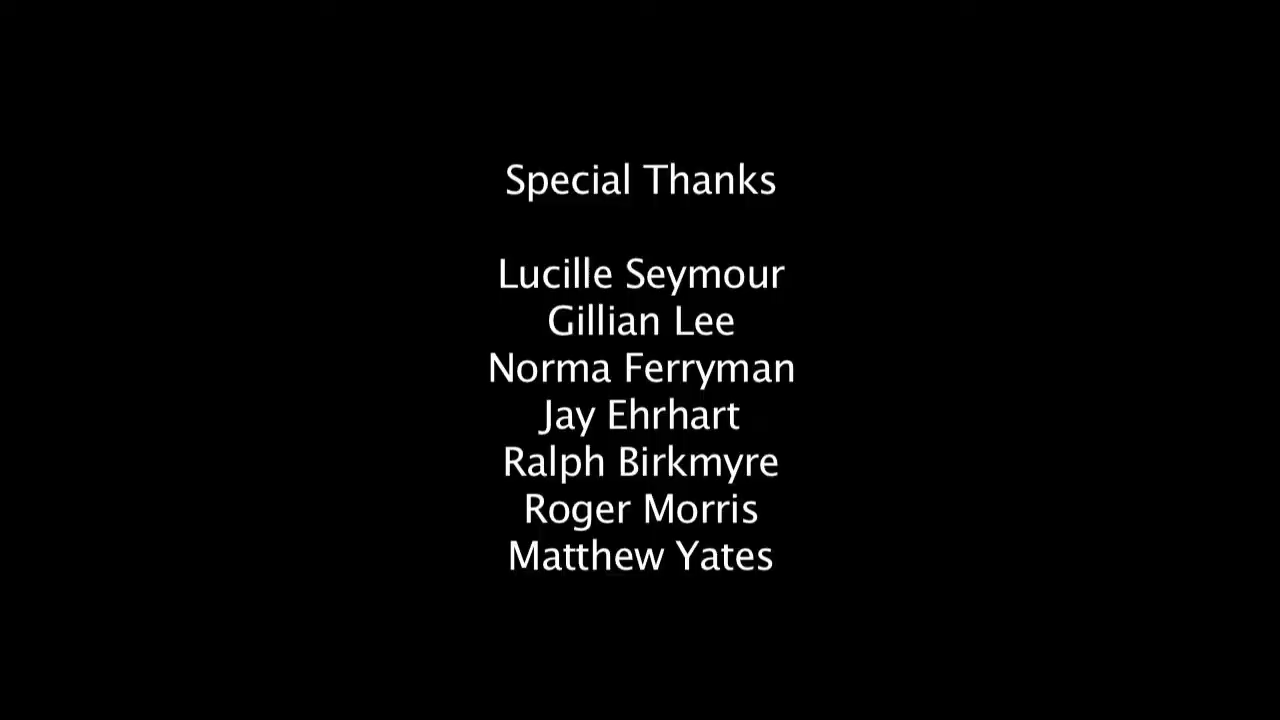 Special Thanks
Lucille Seymour
Gillian Lee
Norma Ferryman
Jay Ehrhart
Ralph Birkmyre
Roger Morris
Matthew Yates